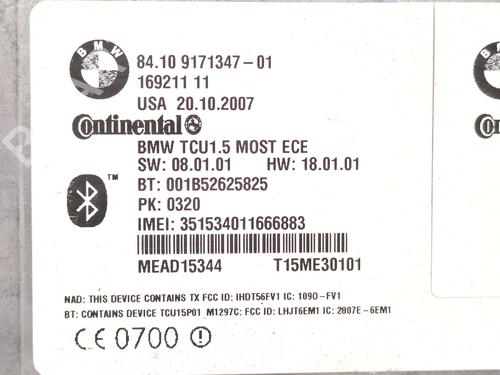 BMW
84.10 9171347-01
169211 11
USA 20.10.2007
Continental
BMW TCU1.5 MOST ECE
SW: 08.01.01 HW: 18.01.01
BT: 001B52625825
PK: 0320
IMEI: 351534011666883
MEAD15344 T15ME30101
NAD: THIS DEVICE CONTAINS TX FCC ID: IHDT56FV1 IC: 1090-FV1
BT: CONTAINS DEVICE TCU15P01 M1297C: FCC ID: LHJT6EM1 IC: 2807E-6EM1
CE 0700